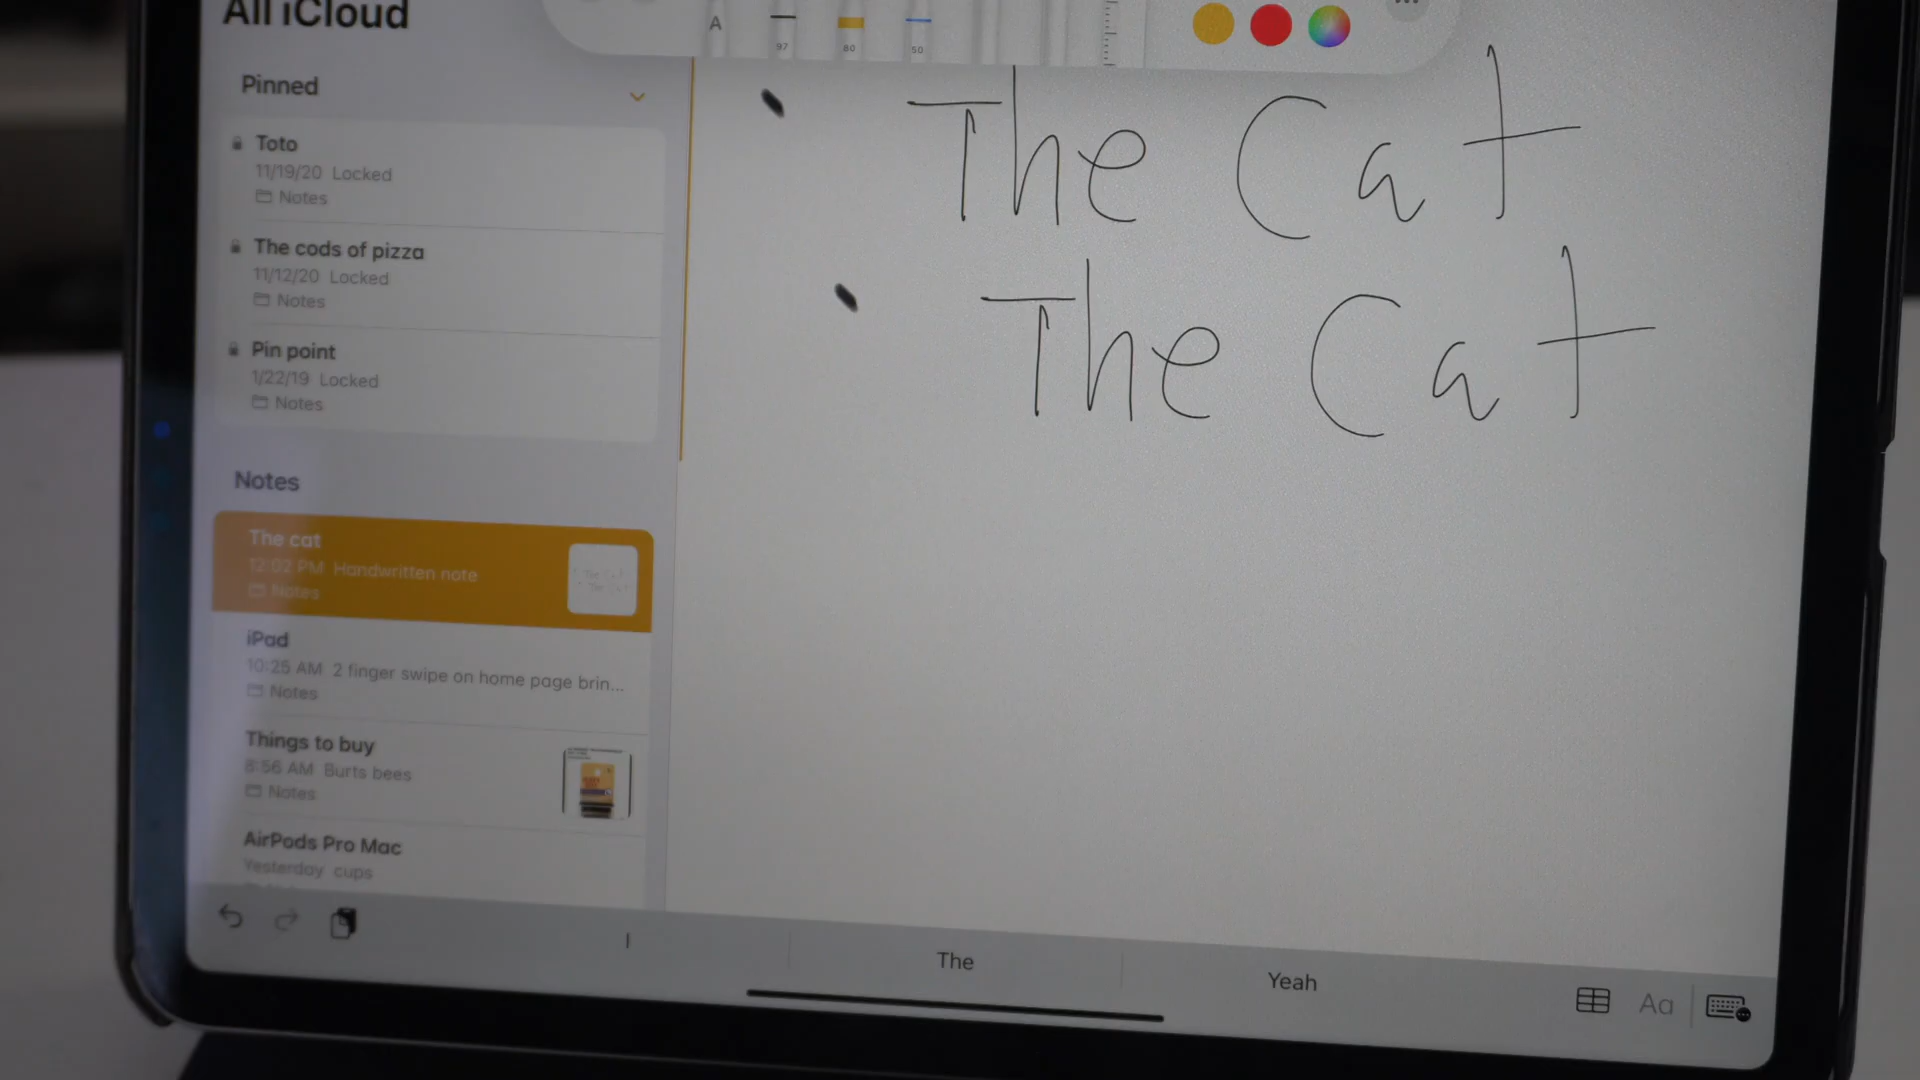 All iCloud
A
97
80
50
Pinned
Toto
11/19/20 Locked
Notes
The cods of pizza
11/12/20 Locked
Notes
Pin point
1/22/19 Locked
Notes
Notes
The cat
12:02 PM Handwritten note
Notes
iPad
10:25 AM 2 finger swipe on home page brin...
Notes
Things to buy
8:56 AM Burts bees
Notes
AirPods Pro Mac
Yesterday cups
The Cat
The Cat
I
The
Yeah
Aa